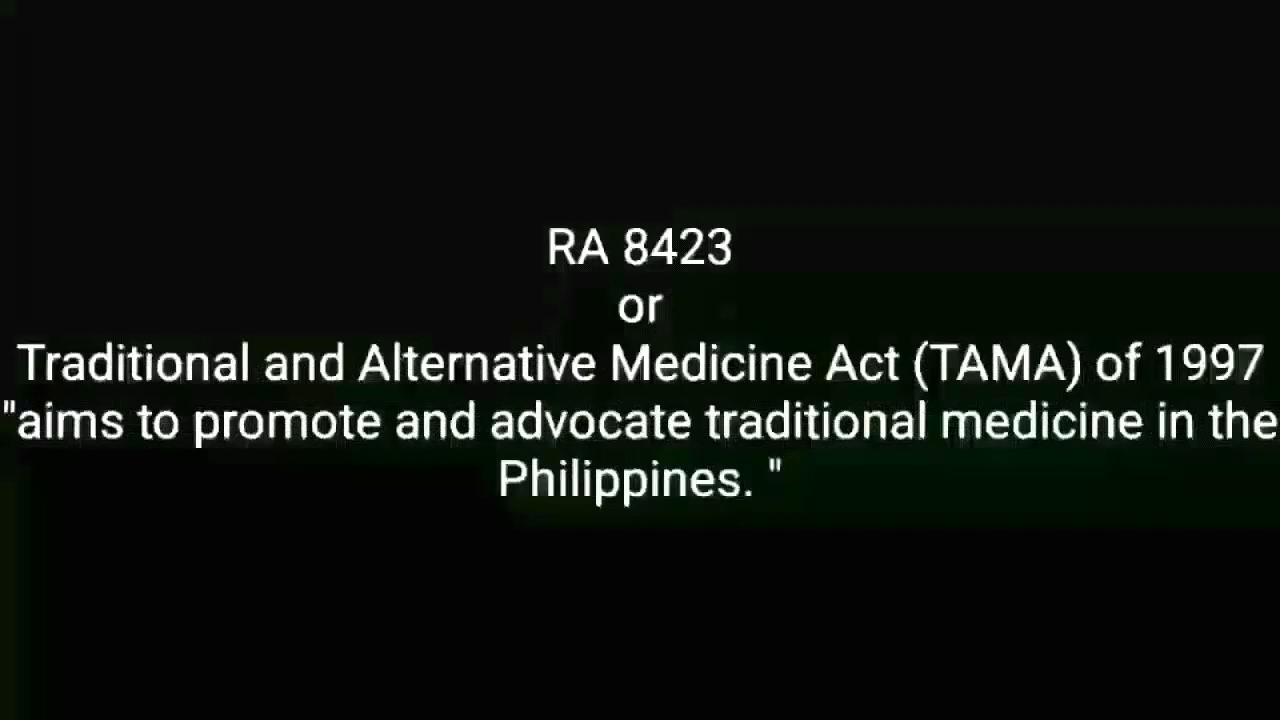 RA 8423
or
Traditional and Alternative Medicine Act (TAMA) of 1997
"aims to promote and advocate traditional medicine in the
Philippines. "